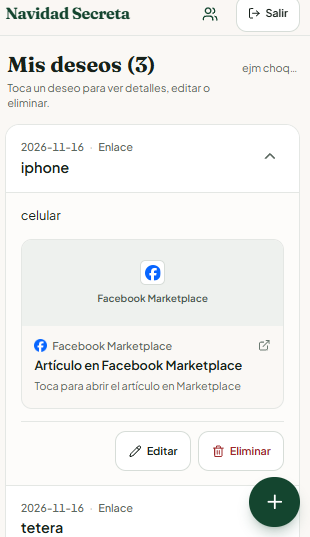 Navidad Secreta
Salir
Mis deseos (3)
ejm choq...
Toca un deseo para ver detalles, editar o
eliminar.
2026-11-16 · Enlace
iphone
celular
Facebook Marketplace
Facebook Marketplace
Artículo en Facebook Marketplace
Toca para abrir el artículo en Marketplace
Editar
Eliminar
2026-11-16 · Enlace
tetera